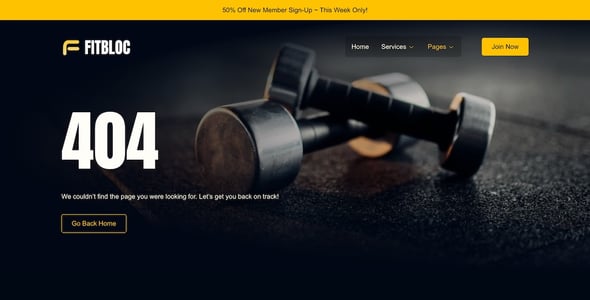 50% Off New Member Sign-Up ~ This Week Only!
FITBLOC
Home
Services
Pages
Join Now
404
We couldn't find the page you were looking for. Let's get you back on track!
Go Back Home